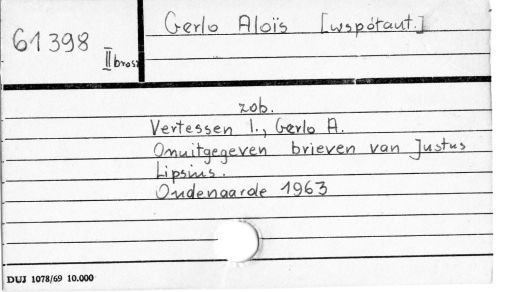 Gerlo Aloïs [współaut.]
61398 II brosz
zob.
Vertessen I., Gerlo A.
Onuitgegeven brieven van Justus
Lipsius.
Oudenaarde 1963
DUJ 1078/69 10.000